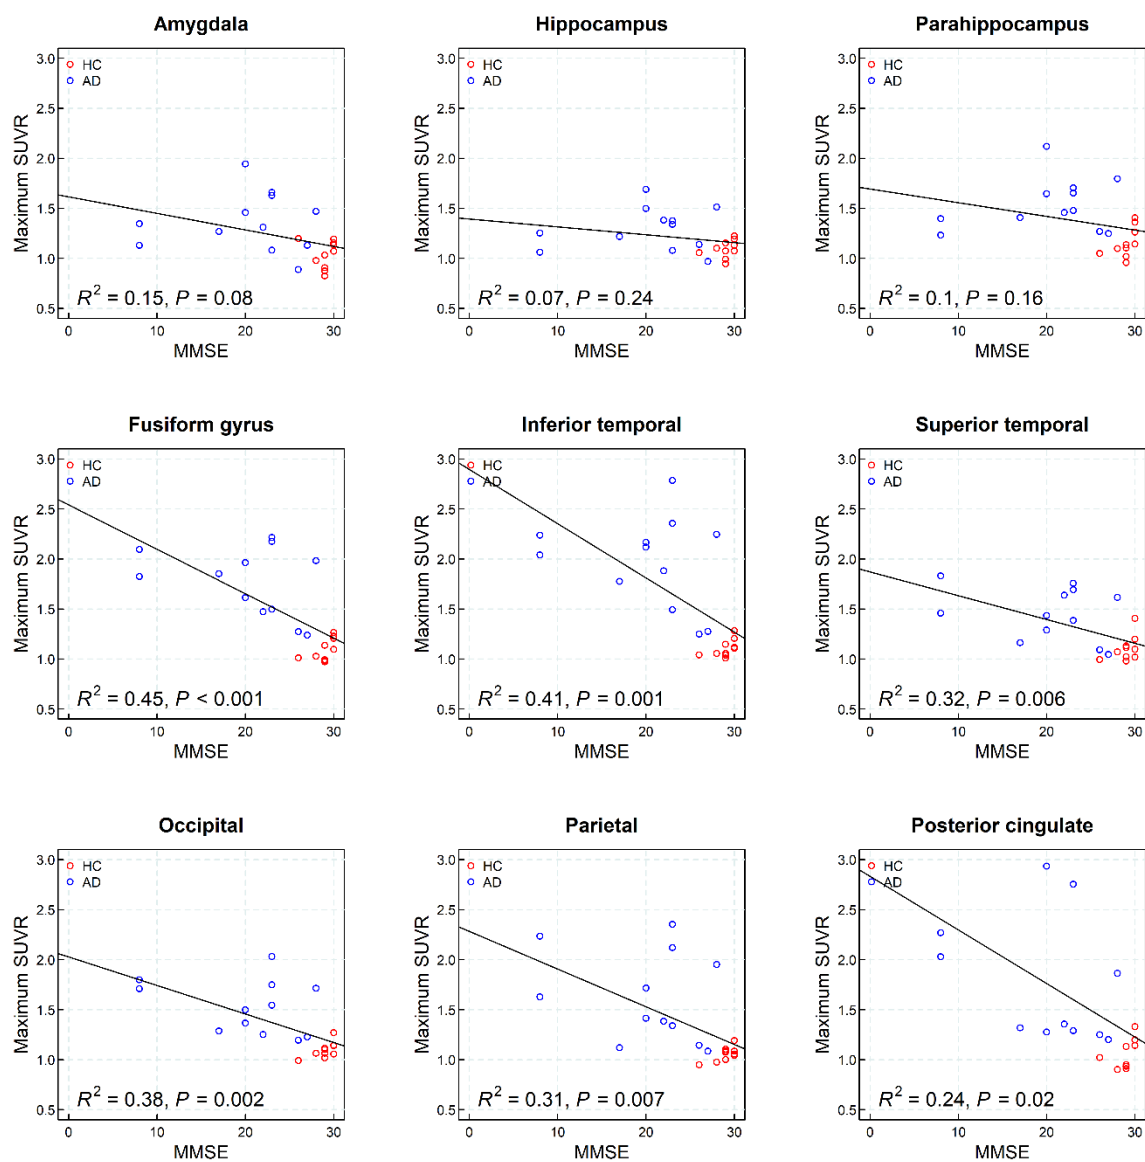 Amygdala
Maximum SUVR
3.0
2.5
2.0
1.5
1.0
0.5
HC
AD
R² = 0.15, P = 0.08
0 10 20 30
MMSE
Hippocampus
Maximum SUVR
3.0
2.5
2.0
1.5
1.0
0.5
HC
AD
R² = 0.07, P = 0.24
0 10 20 30
MMSE
Parahippocampus
Maximum SUVR
3.0
2.5
2.0
1.5
1.0
0.5
HC
AD
R² = 0.1, P = 0.16
0 10 20 30
MMSE
Fusiform gyrus
Maximum SUVR
3.0
2.5
2.0
1.5
1.0
0.5
HC
AD
R² = 0.45, P < 0.001
0 10 20 30
MMSE
Inferior temporal
Maximum SUVR
3.0
2.5
2.0
1.5
1.0
0.5
HC
AD
R² = 0.41, P = 0.001
0 10 20 30
MMSE
Superior temporal
Maximum SUVR
3.0
2.5
2.0
1.5
1.0
0.5
HC
AD
R² = 0.32, P = 0.006
0 10 20 30
MMSE
Occipital
Maximum SUVR
3.0
2.5
2.0
1.5
1.0
0.5
HC
AD
R² = 0.38, P = 0.002
0 10 20 30
MMSE
Parietal
Maximum SUVR
3.0
2.5
2.0
1.5
1.0
0.5
HC
AD
R² = 0.31, P = 0.007
0 10 20 30
MMSE
Posterior cingulate
Maximum SUVR
3.0
2.5
2.0
1.5
1.0
0.5
HC
AD
R² = 0.24, P = 0.02
0 10 20 30
MMSE